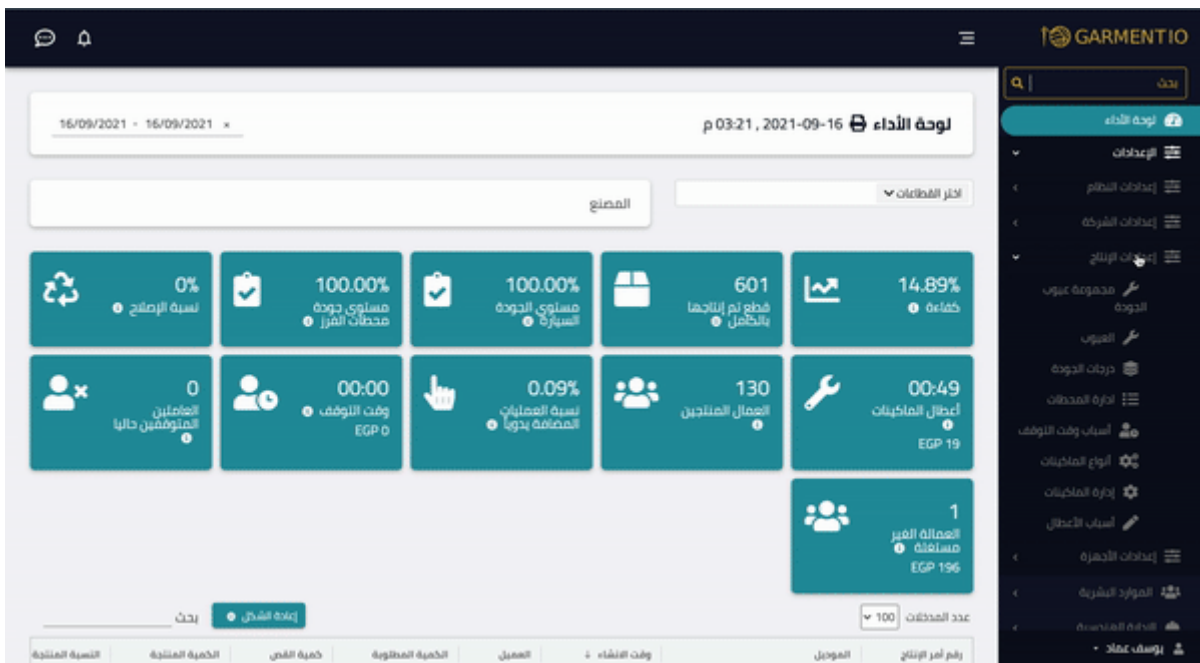 GARMENTIO
بحث
لوحة الأداء
الإعدادات
إعدادات النظام
إعدادات الشركة
إعدادات الإنتاج
مجموعة عيوب
الجودة
العيوب
درجات الجودة
ادارة المحطات
أسباب وقت التوقف
أنواع الماكينات
إدارة الماكينات
أسباب الأعطال
إعدادات الأجهزة
الموارد البشرية
الإدارة الهندسية
يوسف عماد
لوحة الأداء 16-09-2021 , 03:21 م
16/09/2021 - 16/09/2021 ×
اختر القطاعات
المصنع
14.89%
كفاءة
601
قطع تم إنتاجها
بالكامل
100.00%
مستوي الجودة
السيارة
100.00%
مستوي جودة
محطات الفرز
0%
نسبة الإصلاح
00:49
أعطال الماكينات
EGP 19
130
العمال المنتجين
0.09%
نسبة العمليات
المضافة يدوياً
00:00
وقت التوقف
EGP 0
0
العاملين
المتوقفين حاليا
1
العمالة الغير
مستغلة
EGP 196
عدد المدخلات 100
إعادة الشكل
بحث
رقم أمر الإنتاج الموديل وقت الانشاء العميل الكمية المطلوبة كمية القص الكمية المنتجة النسبة المنتجة